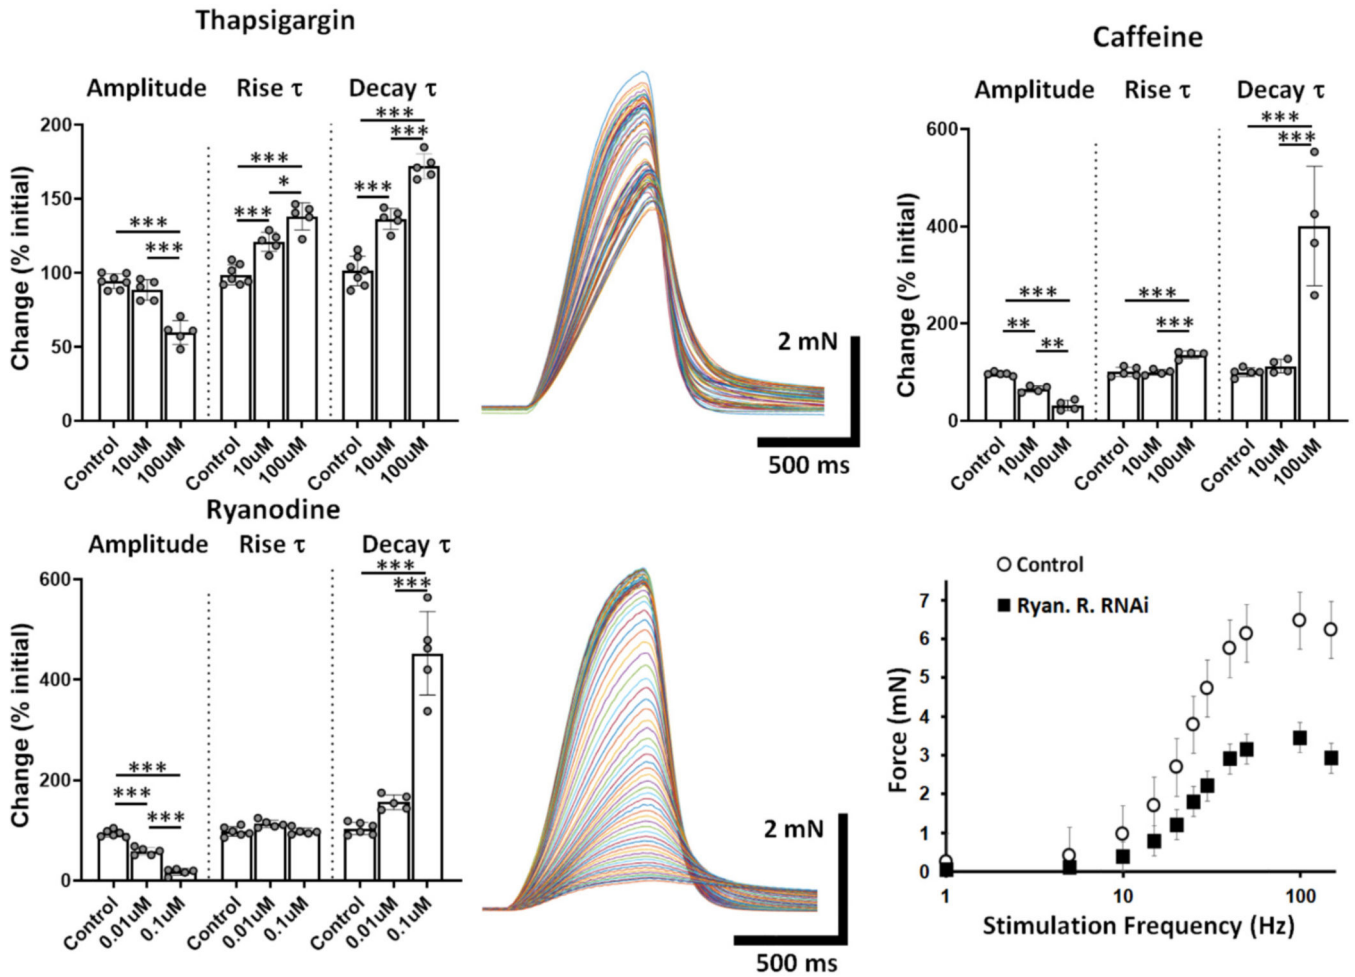 Thapsigargin
Amplitude Rise τ Decay τ
Change (% initial)
200
150
100
50
0
*** ***
*** * ***
*** *** ***
Control 10uM 100uM Control 10uM 100uM Control 10uM 100uM
2 mN
500 ms
Caffeine
Amplitude Rise τ Decay τ
Change (% initial)
600
400
200
0
*** ** **
*** ***
*** ***
Control 10uM 100uM Control 10uM 100uM Control 10uM 100uM
Ryanodine
Amplitude Rise τ Decay τ
Change (% initial)
600
400
200
0
*** *** ***
*** ***
Control 0.01uM 0.1uM Control 0.01uM 0.1uM Control 0.01uM 0.1uM
2 mN
500 ms
Control
Ryan. R. RNAi
Force (mN)
7
6
5
4
3
2
1
0
1 10 100
Stimulation Frequency (Hz)